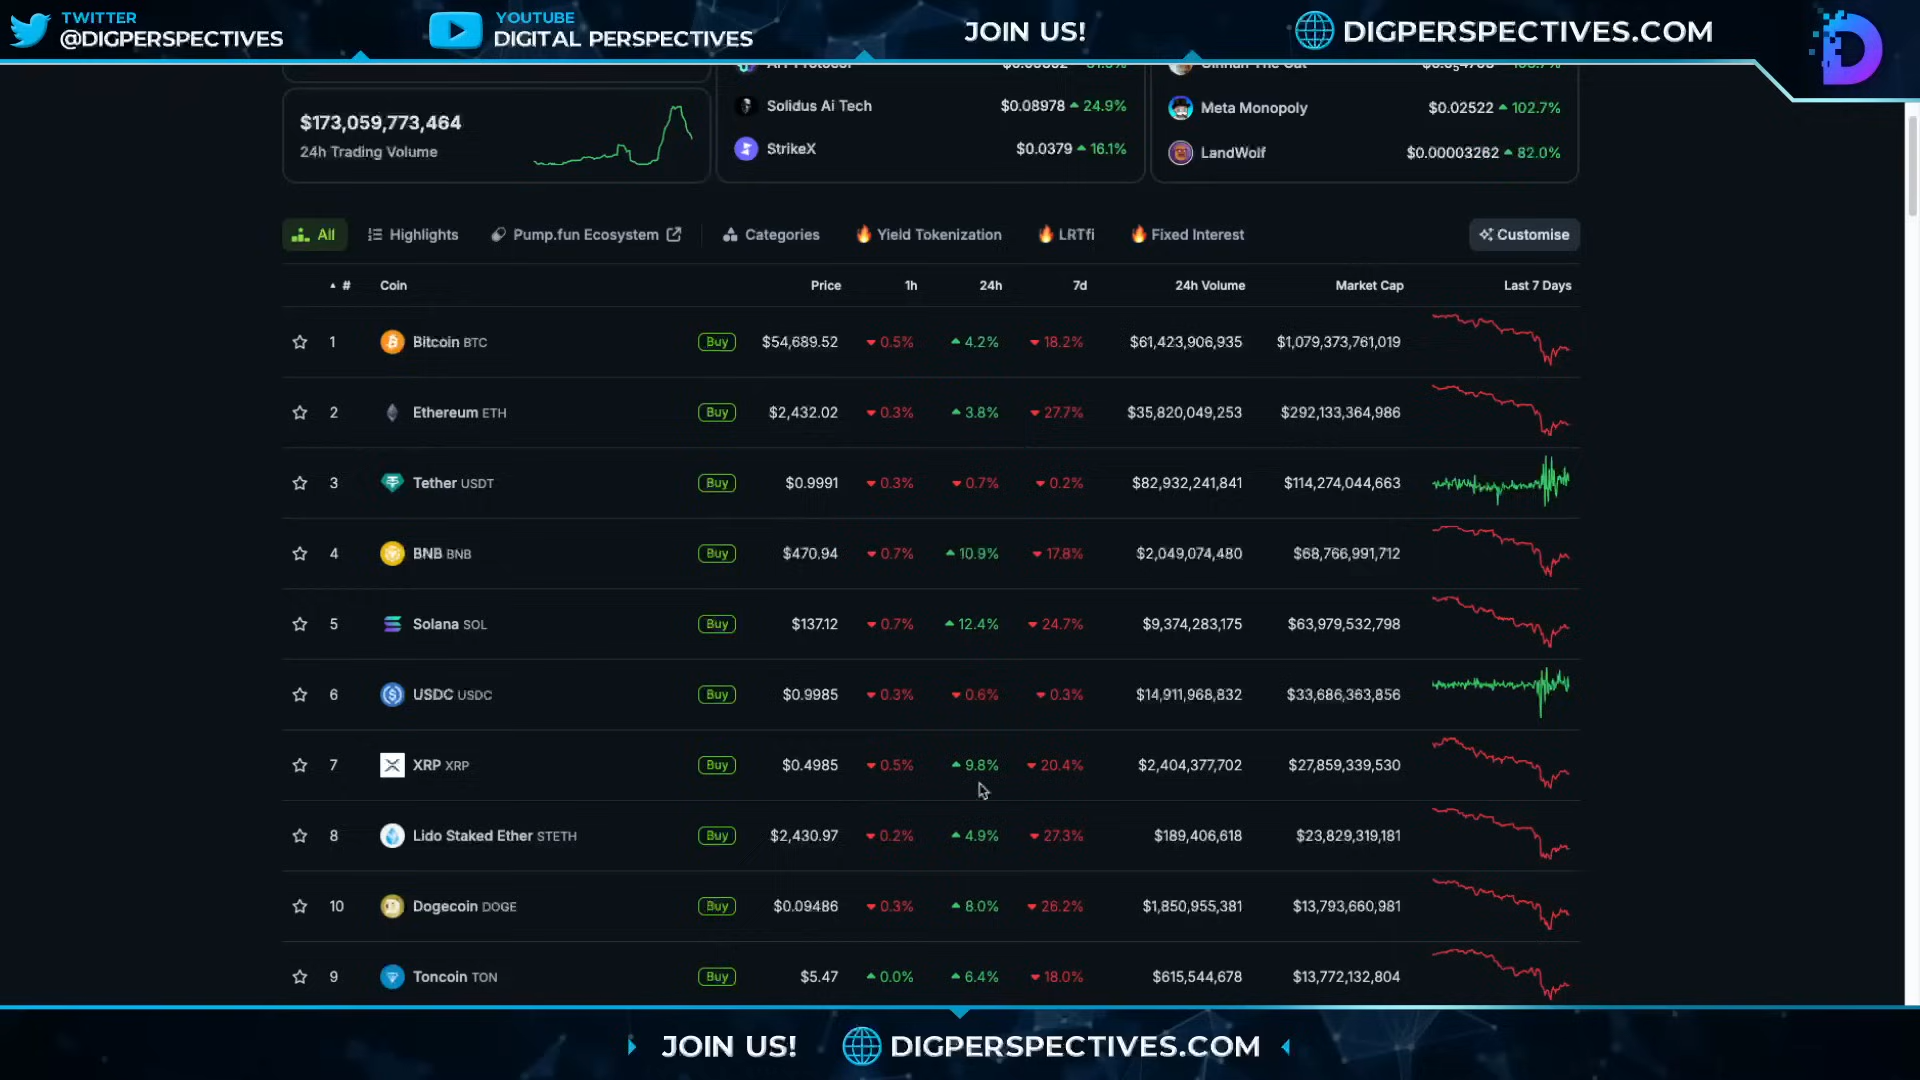 TWITTER
@DIGPERSPECTIVES
YOUTUBE
DIGITAL PERSPECTIVES
JOIN US!
DIGPERSPECTIVES.COM
$173,059,773,464
24h Trading Volume
Solidus Ai Tech $0.08978 24.9%
StrikeX $0.0379 16.1%
Meta Monopoly $0.02522 102.7%
LandWolf $0.00003262 82.0%
All Highlights Pump.fun Ecosystem Categories Yield Tokenization LRTfi Fixed Interest Customise
# Coin Price 1h 24h 7d 24h Volume Market Cap Last 7 Days
1 Bitcoin BTC Buy $54,689.52 0.5% 4.2% 18.2% $61,423,906,935 $1,079,373,761,019
2 Ethereum ETH Buy $2,432.02 0.3% 3.8% 27.7% $35,820,049,253 $292,133,364,986
3 Tether USDT Buy $0.9991 0.3% 0.7% 0.2% $82,932,241,841 $114,274,044,663
4 BNB BNB Buy $470.94 0.7% 10.9% 17.8% $2,049,074,480 $68,766,991,712
5 Solana SOL Buy $137.12 0.7% 12.4% 24.7% $9,374,283,175 $63,979,532,798
6 USDC USDC Buy $0.9985 0.3% 0.6% 0.3% $14,911,968,832 $33,686,363,856
7 XRP XRP Buy $0.4985 0.5% 9.8% 20.4% $2,404,377,702 $27,859,339,530
8 Lido Staked Ether STETH Buy $2,430.97 0.2% 4.9% 27.3% $189,406,618 $23,829,319,181
10 Dogecoin DOGE Buy $0.09486 0.3% 8.0% 26.2% $1,850,955,381 $13,793,660,981
9 Toncoin TON Buy $5.47 0.0% 6.4% 18.0% $615,544,678 $13,772,132,804
JOIN US! DIGPERSPECTIVES.COM